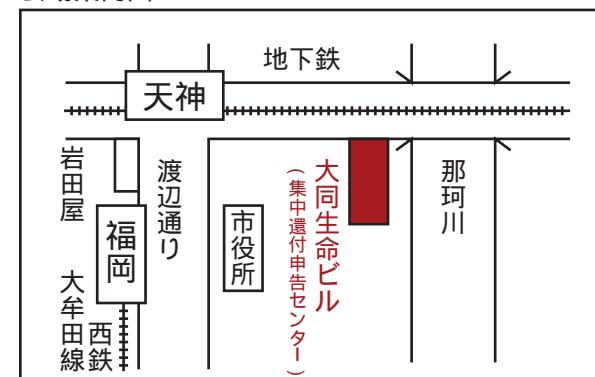 地下鉄
天神
岩田屋
渡辺通り
福岡
市役所
大同生命ビル
(集中還付申告センター)
那珂川
西鉄
大牟田線